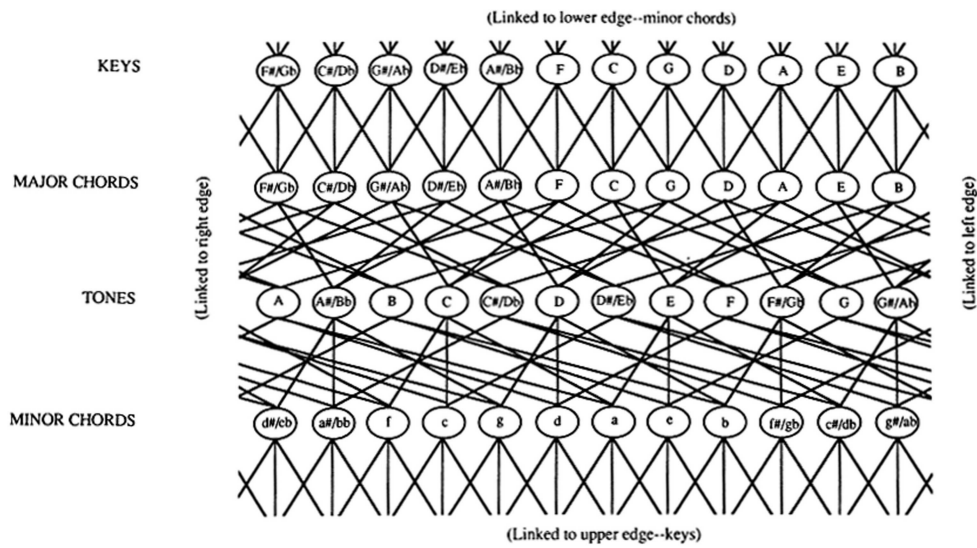 (Linked to lower edge--minor chords)
KEYS F#/Gb C#/Db G#/Ab D#/Eb A#/Bb F C G D A E B
MAJOR CHORDS F#/Gb C#/Db G#/Ab D#/Eb A#/Bb F C G D A E B
(Linked to right edge)
(Linked to left edge)
TONES A A#/Bb B C C#/Db D D#/Eb E F F#/Gb G G#/Ab
MINOR CHORDS d#/eb a#/bb f c g d a e b f#/gb c#/db g#/ab
(Linked to upper edge--keys)